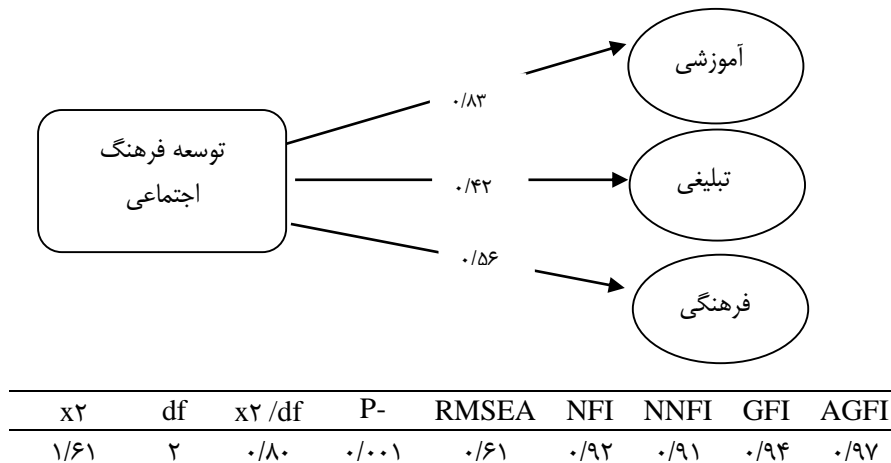 آموزشی
۰/۸۳
توسعه فرهنگ
اجتماعی
۰/۴۲
تبلیغی
۰/۵۶
فرهنگی
x۲ df x۲ /df P- RMSEA NFI NNFI GFI AGFI
۱/۶۱ ۲ ۰/۸۰ ۰/۰۰۱ ۰/۶۱ ۰/۹۲ ۰/۹۱ ۰/۹۴ ۰/۹۷